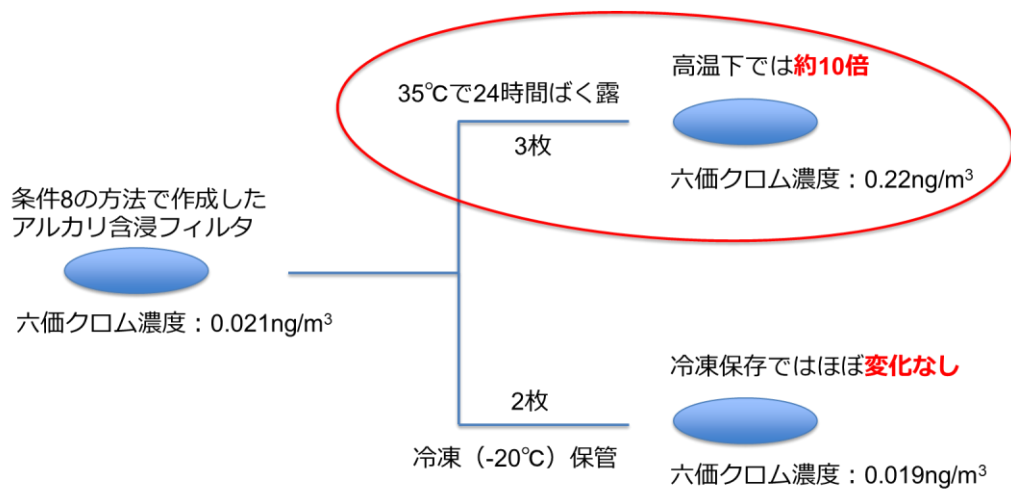 条件8の方法で作成した
アルカリ含浸フィルタ
六価クロム濃度：0.021ng/m³
35℃で24時間ばく露
3枚
高温下では約10倍
六価クロム濃度：0.22ng/m³
2枚
冷凍（-20℃）保管
冷凍保存ではほぼ変化なし
六価クロム濃度：0.019ng/m³